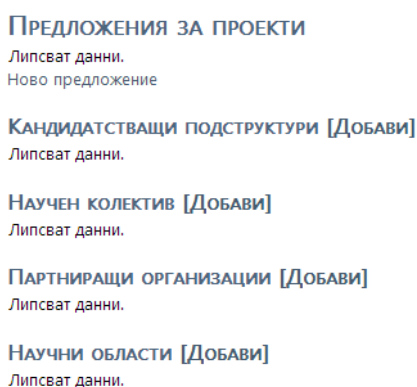 Предложения за проекти
Липсват данни.
Ново предложение
Кандидатстващи подструктури [Добави]
Липсват данни.
Научен колектив [Добави]
Липсват данни.
Партниращи организации [Добави]
Липсват данни.
Научни области [Добави]
Липсват данни.